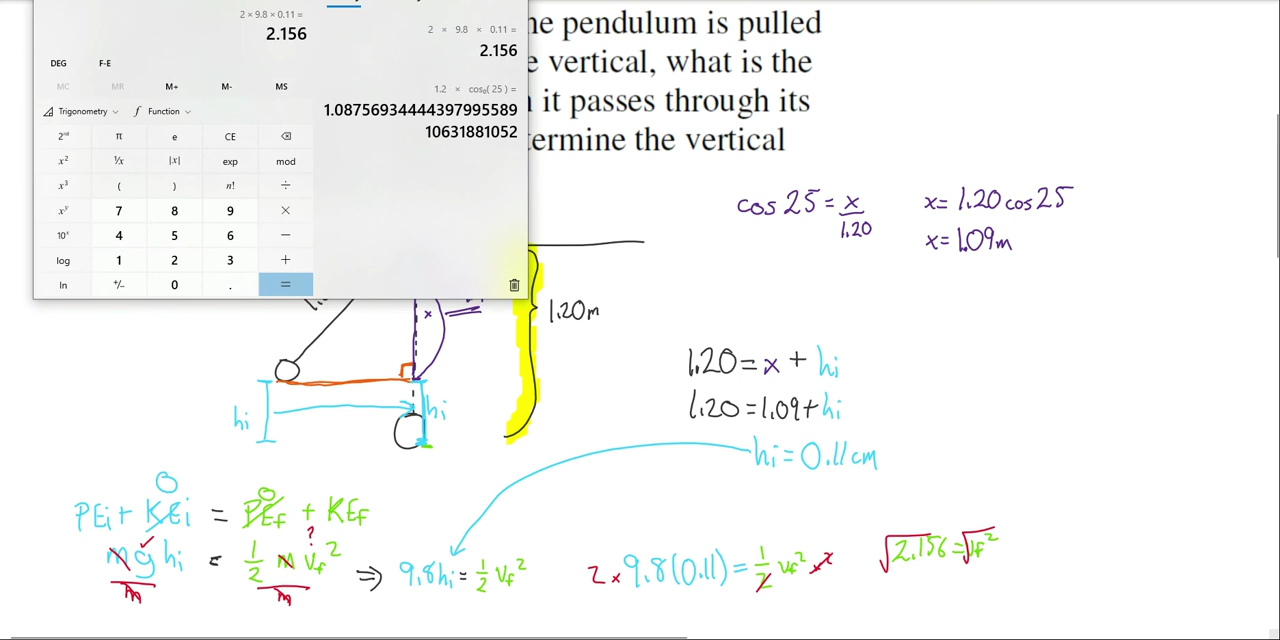 2 × 9.8 × 0.11 =
2.156
DEG F-E
MC MR M+ M- MS
Trigonometry Function
2ⁿᵈ π e CE
x² ¹/x |x| exp mod
x³ ( ) n! ÷
xʸ 7 8 9 ×
10ˣ 4 5 6 −
log 1 2 3 +
ln +/− 0 . =
2 × 9.8 × 0.11 =
2.156
1.2 × cos₀( 25 ) =
1.08756934444397995589
10631881052
he pendulum is pulled
e vertical, what is the
it passes through its
termine the vertical
cos 25 = x/1.20
x = 1.20 cos 25
x = 1.09m
x
1.20m
hi
hi
1.20 = x + hi
1.20 = 1.09 + hi
hi = 0.11 cm
0 0
PEi + KEi = PEf + KEf
?
mghi = 1/2 m vf²
m m
⇒ 9.8hi = 1/2 vf²
2 × 9.8(0.11) = 1/2 vf² × 2
√2.156 = √vf²